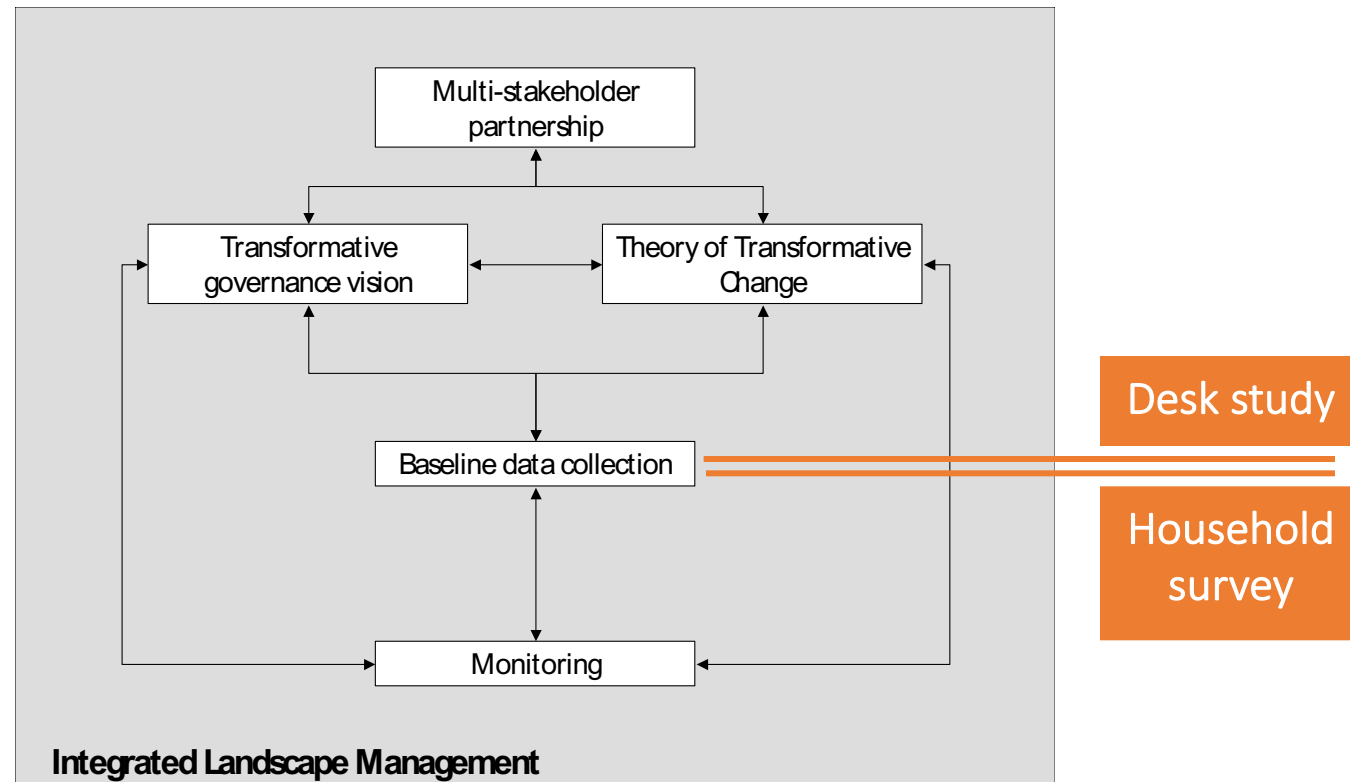 Multi-stakeholder
partnership
Transformative
governance vision
Theory of Transformative
Change
Desk study
Baseline data collection
Household
survey
Monitoring
Integrated Landscape Management